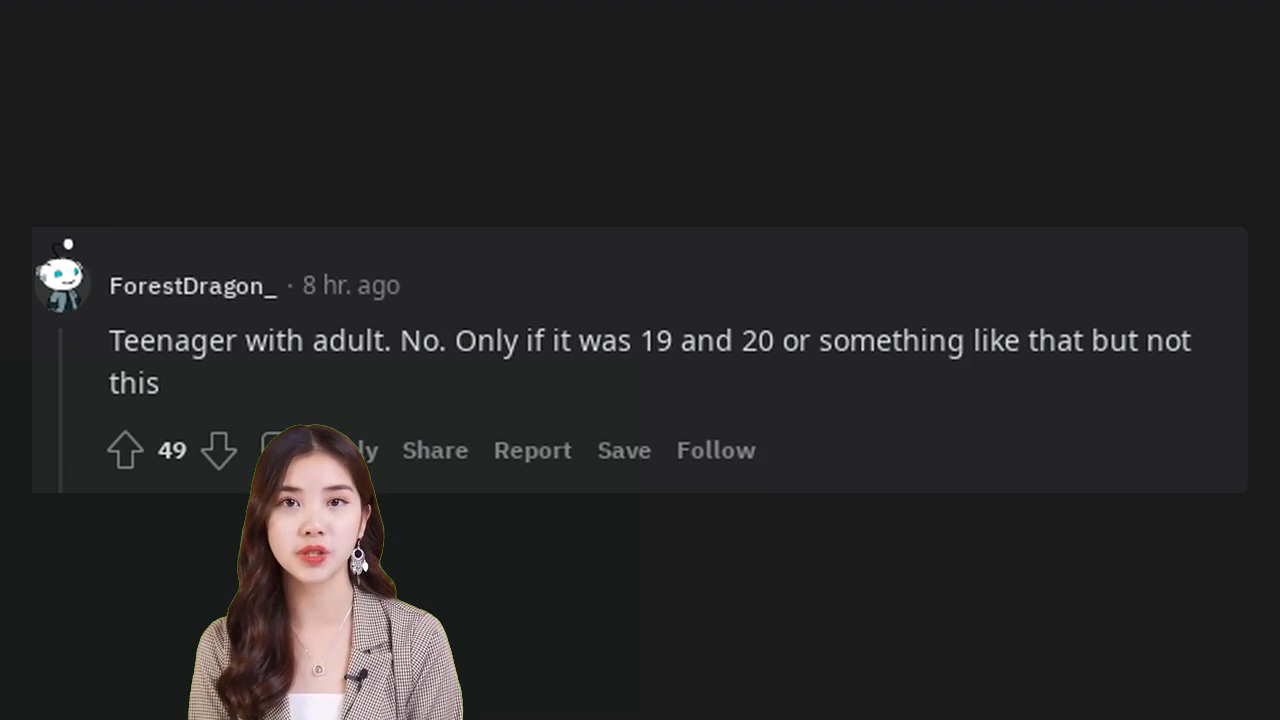 ForestDragon_ · 8 hr. ago
Teenager with adult. No. Only if it was 19 and 20 or something like that but not
this
49 Share Report Save Follow